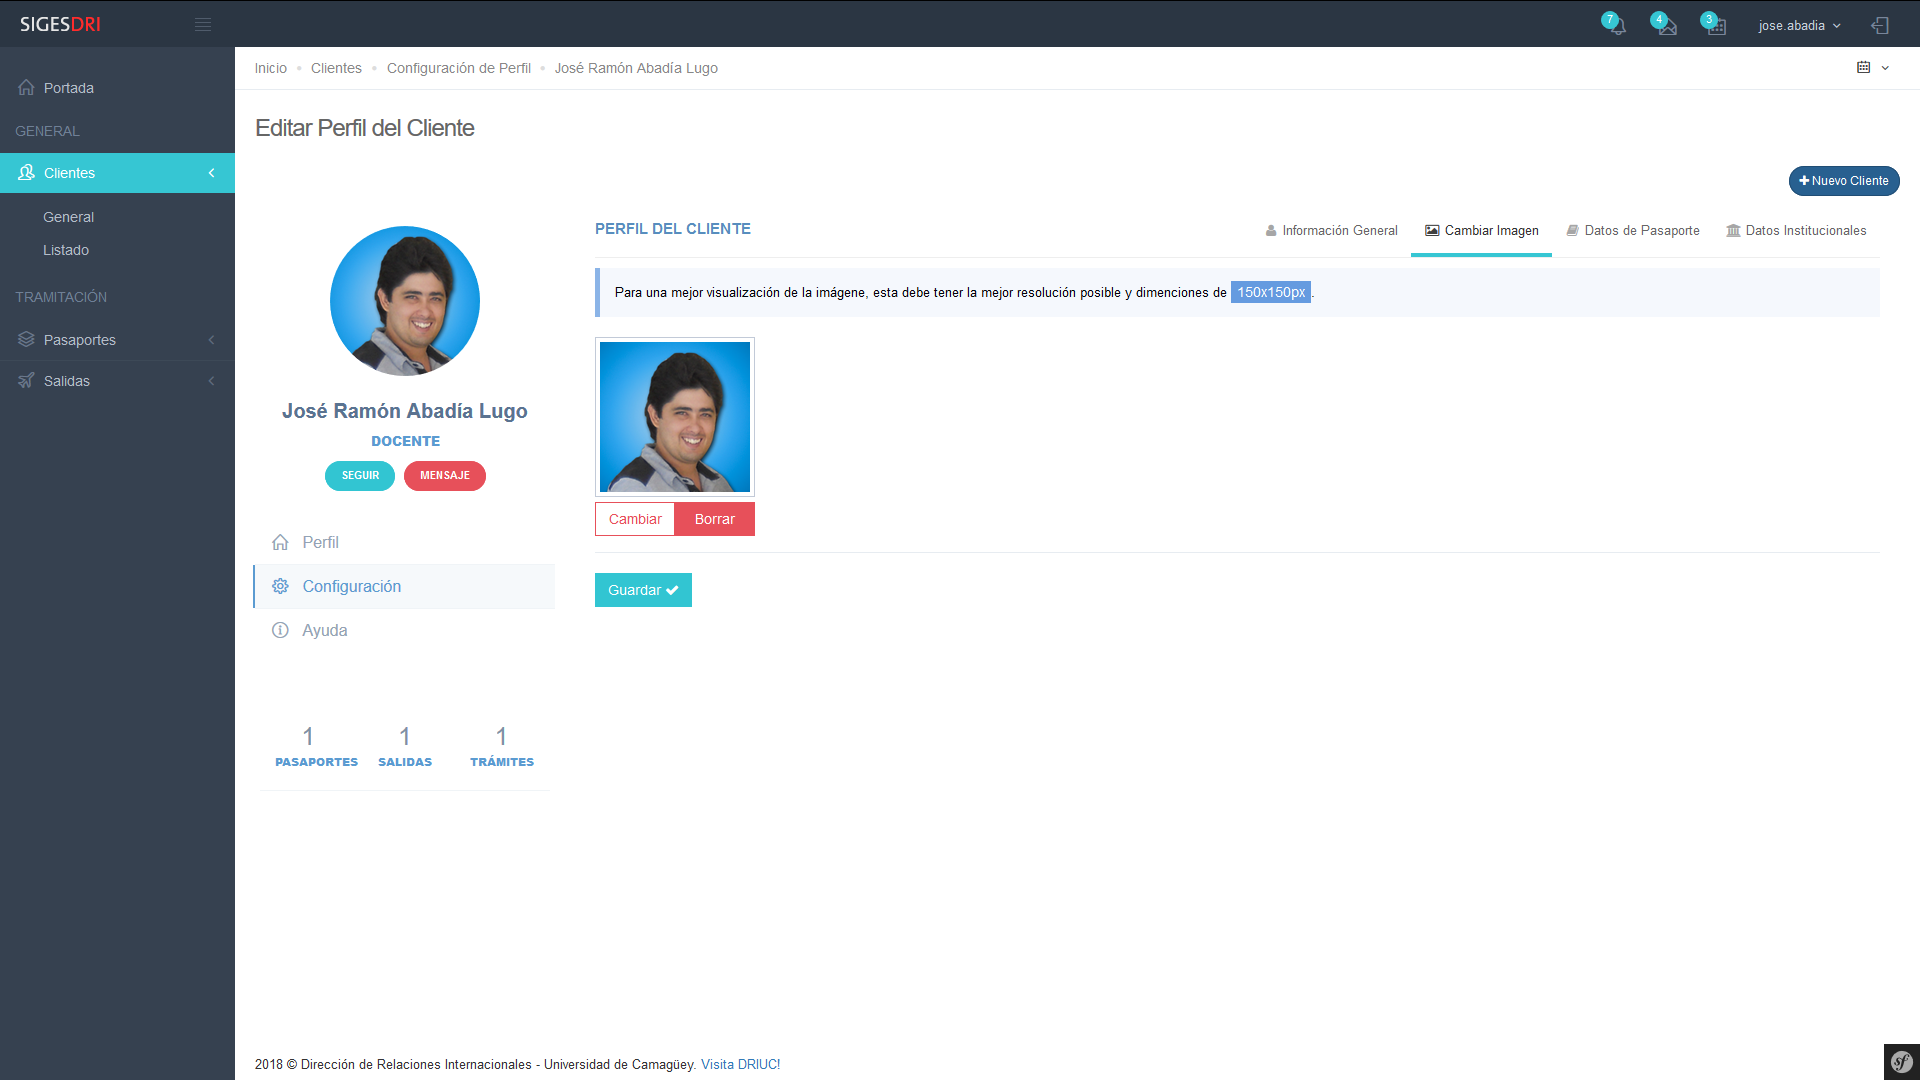 SIGESDRI
7
4
3
jose.abadia
Portada
GENERAL
Clientes
General
Listado
TRAMITACIÓN
Pasaportes
Salidas
Inicio • Clientes • Configuración de Perfil • José Ramón Abadía Lugo
Editar Perfil del Cliente
Nuevo Cliente
José Ramón Abadía Lugo
DOCENTE
SEGUIR MENSAJE
Perfil
Configuración
Ayuda
1 1 1
PASAPORTES SALIDAS TRÁMITES
PERFIL DEL CLIENTE
Información General Cambiar Imagen Datos de Pasaporte Datos Institucionales
Para una mejor visualización de la imágene, esta debe tener la mejor resolución posible y dimenciones de 150x150px.
Cambiar Borrar
Guardar
2018 © Dirección de Relaciones Internacionales - Universidad de Camagüey. Visita DRIUC!
sf